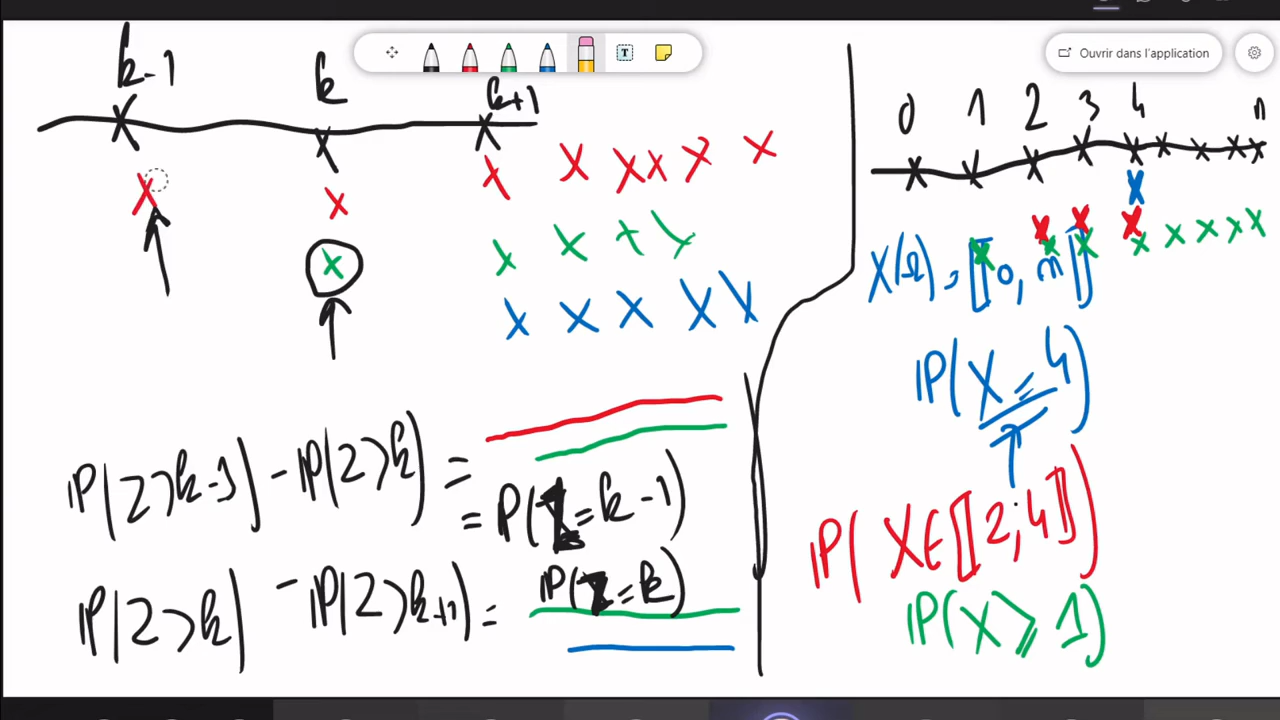 Ouvrir dans l'application
k-1 k k+1
P(Z>k-1) - P(Z>k) =
= P(Z=k-1)
P(Z>k) - P(Z>k+1) =
P(Z=k)
0 1 2 3 4 n
X(Ω) = ⟦0, n⟧
P(X=4)
P(X∈⟦2;4⟧)
P(X⩾1)